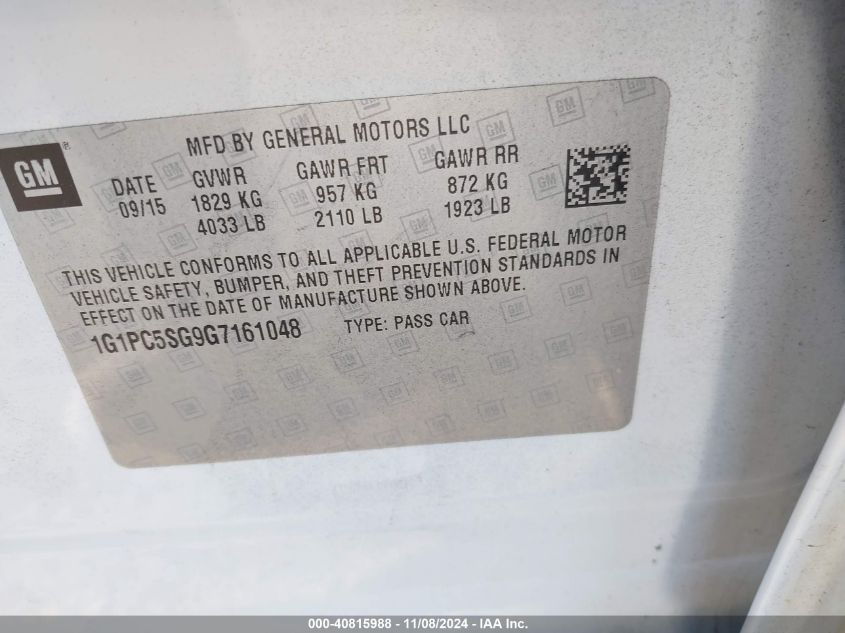 MFD BY GENERAL MOTORS LLC
GM
DATE GVWR GAWR FRT GAWR RR
09/15 1829 KG 957 KG 872 KG
4033 LB 2110 LB 1923 LB
THIS VEHICLE CONFORMS TO ALL APPLICABLE U.S. FEDERAL MOTOR
VEHICLE SAFETY, BUMPER, AND THEFT PREVENTION STANDARDS IN
EFFECT ON THE DATE OF MANUFACTURE SHOWN ABOVE.
1G1PC5SG9G7161048 TYPE: PASS CAR
000-40815988 - 11/08/2024 - IAA Inc.